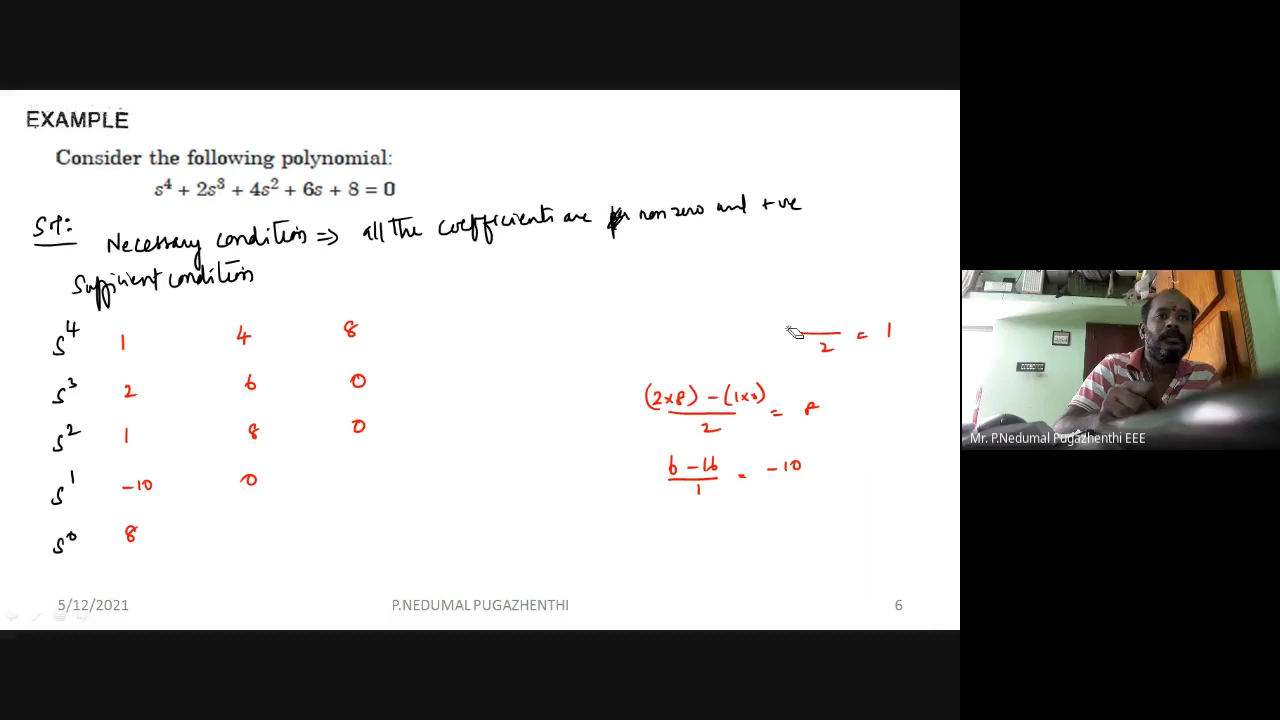 EXAMPLE
Consider the following polynomial:
s⁴ + 2s³ + 4s² + 6s + 8 = 0
Necessary condition ⇒ all the coefficients are non zero and +ve
Sufficient condition
s⁴ 1 4 8
s³ 2 6 0
s² 1 8 0
s¹ -10 0
s⁰ 8
/2 = 1
(2×8) - (1×0) / 2 = 8
6 - 16 / 1 = -10
Mr. P.Nedumal Pugazhenthi EEE
5/12/2021 P.NEDUMAL PUGAZHENTHI 6